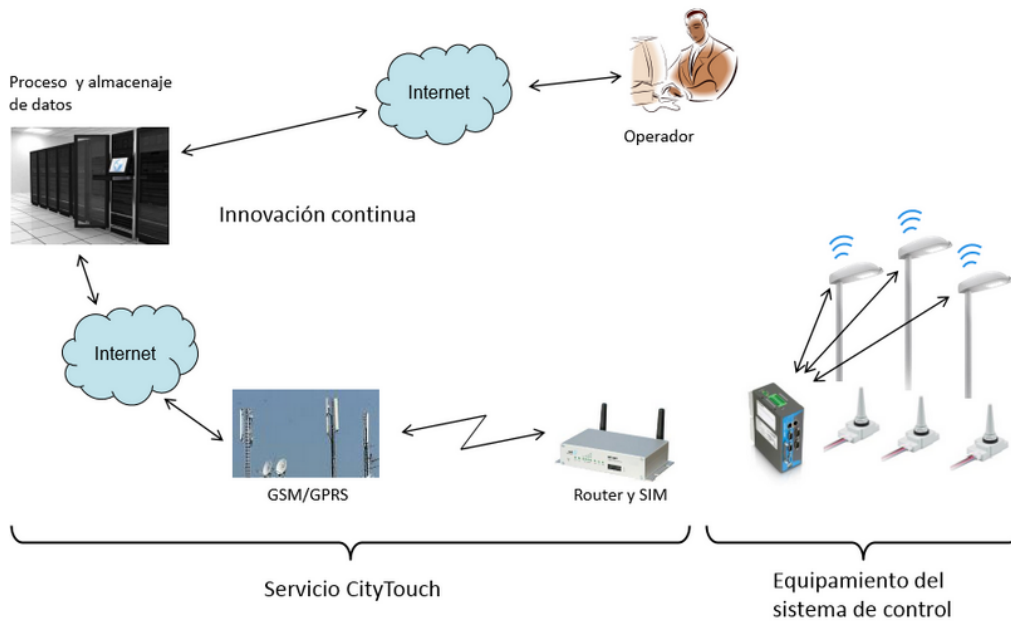 Proceso y almacenaje
de datos
Internet
Operador
Innovación continua
Internet
GSM/GPRS
Router y SIM
Servicio CityTouch
Equipamiento del
sistema de control